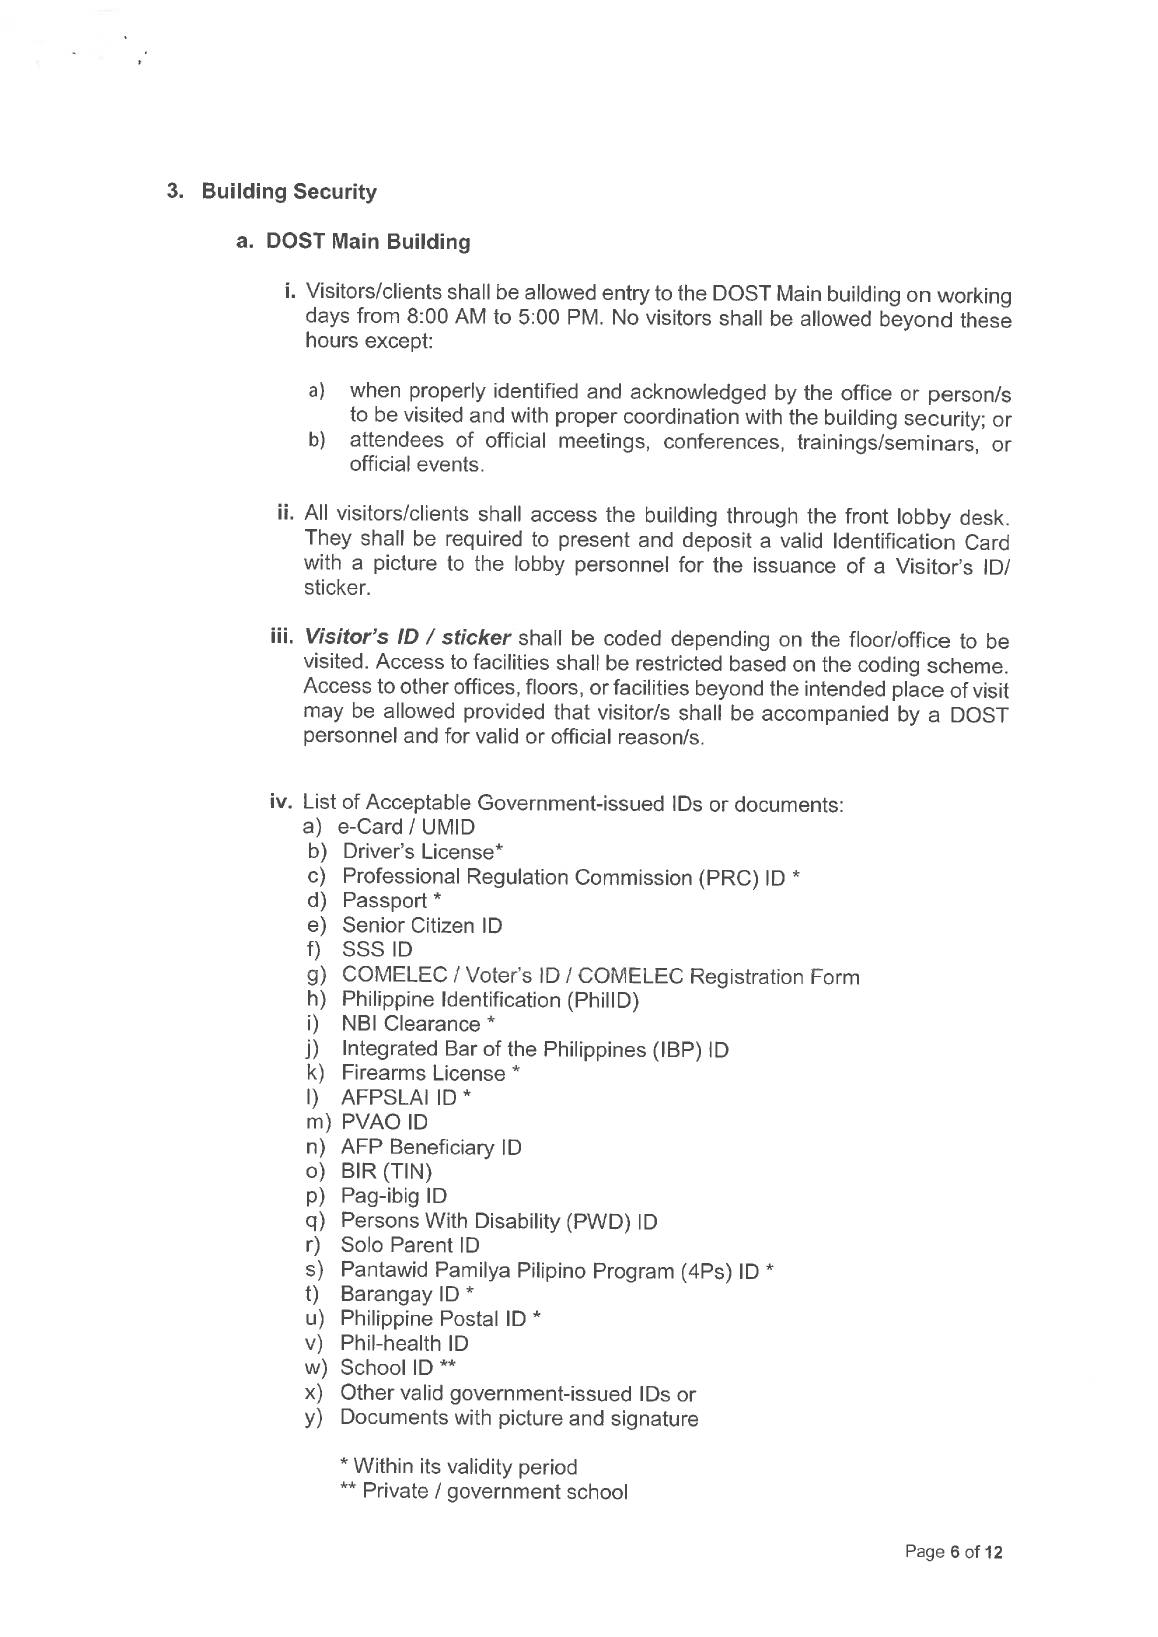 3. Building Security
a. DOST Main Building
i. Visitors/clients shall be allowed entry to the DOST Main building on working
days from 8:00 AM to 5:00 PM. No visitors shall be allowed beyond these
hours except:
a) when properly identified and acknowledged by the office or person/s
to be visited and with proper coordination with the building security; or
b) attendees of official meetings, conferences, trainings/seminars, or
official events.
ii. All visitors/clients shall access the building through the front lobby desk.
They shall be required to present and deposit a valid Identification Card
with a picture to the lobby personnel for the issuance of a Visitor's ID/
sticker.
iii. Visitor's ID / sticker shall be coded depending on the floor/office to be
visited. Access to facilities shall be restricted based on the coding scheme.
Access to other offices, floors, or facilities beyond the intended place of visit
may be allowed provided that visitor/s shall be accompanied by a DOST
personnel and for valid or official reason/s.
iv. List of Acceptable Government-issued IDs or documents:
a) e-Card / UMID
b) Driver's License*
c) Professional Regulation Commission (PRC) ID *
d) Passport *
e) Senior Citizen ID
f) SSS ID
g) COMELEC / Voter's ID / COMELEC Registration Form
h) Philippine Identification (PhilID)
i) NBI Clearance *
j) Integrated Bar of the Philippines (IBP) ID
k) Firearms License *
l) AFPSLAI ID *
m) PVAO ID
n) AFP Beneficiary ID
o) BIR (TIN)
p) Pag-ibig ID
q) Persons With Disability (PWD) ID
r) Solo Parent ID
s) Pantawid Pamilya Pilipino Program (4Ps) ID *
t) Barangay ID *
u) Philippine Postal ID *
v) Phil-health ID
w) School ID **
x) Other valid government-issued IDs or
y) Documents with picture and signature
* Within its validity period
** Private / government school
Page 6 of 12